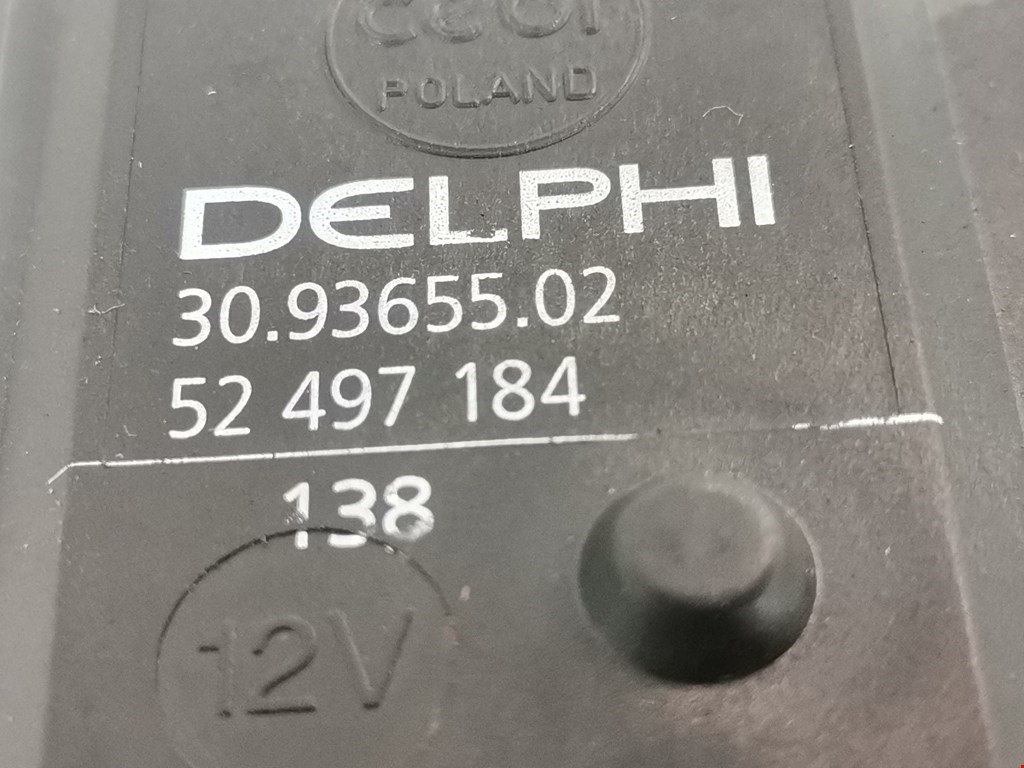 POLAND
DELPHI
30.93655.02
52 497 184
138
12V